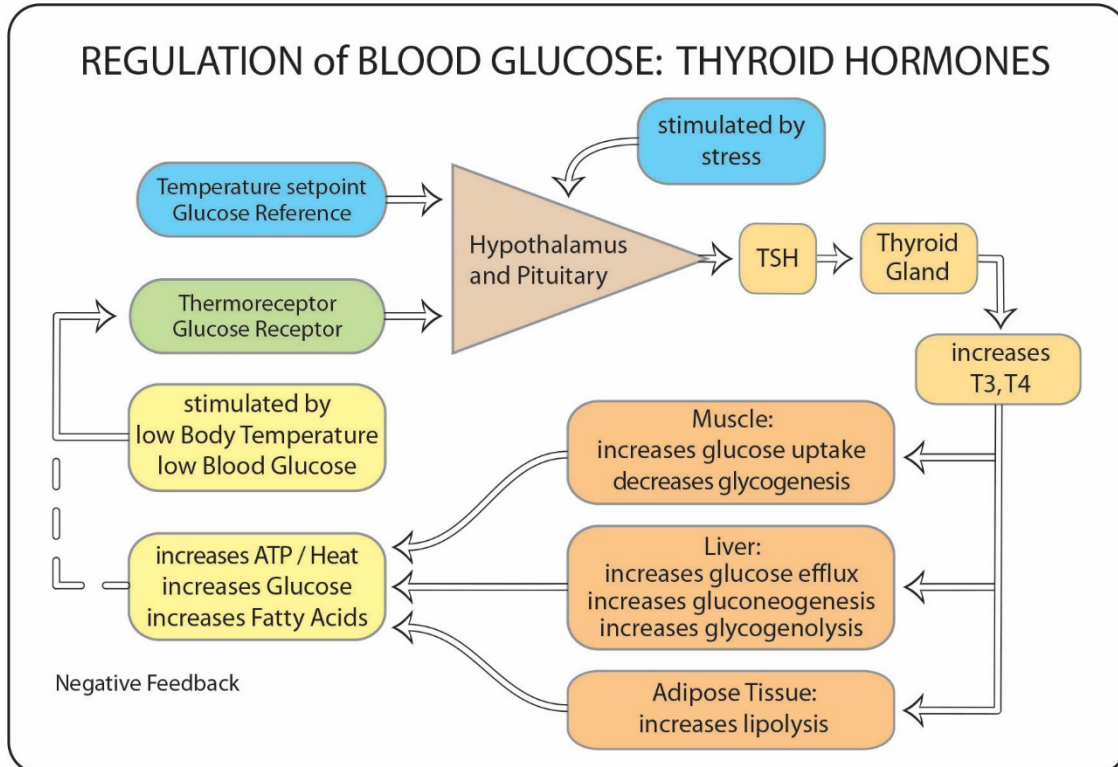 REGULATION of BLOOD GLUCOSE: THYROID HORMONES
stimulated by
stress
Temperature setpoint
Glucose Reference
Hypothalamus
and Pituitary
TSH
Thyroid
Gland
Thermoreceptor
Glucose Receptor
increases
T3, T4
stimulated by
low Body Temperature
low Blood Glucose
Muscle:
increases glucose uptake
decreases glycogenesis
increases ATP / Heat
increases Glucose
increases Fatty Acids
Liver:
increases glucose efflux
increases gluconeogenesis
increases glycogenolysis
Negative Feedback
Adipose Tissue:
increases lipolysis